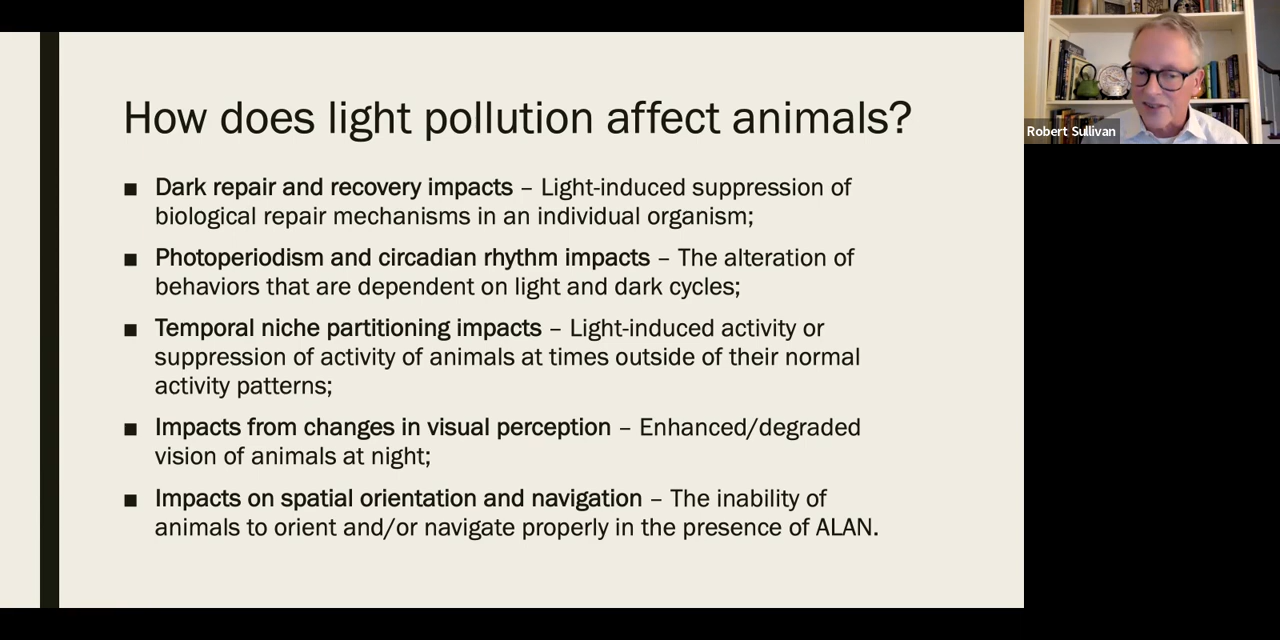 How does light pollution affect animals?
■ Dark repair and recovery impacts – Light-induced suppression of
biological repair mechanisms in an individual organism;
■ Photoperiodism and circadian rhythm impacts – The alteration of
behaviors that are dependent on light and dark cycles;
■ Temporal niche partitioning impacts – Light-induced activity or
suppression of activity of animals at times outside of their normal
activity patterns;
■ Impacts from changes in visual perception – Enhanced/degraded
vision of animals at night;
■ Impacts on spatial orientation and navigation – The inability of
animals to orient and/or navigate properly in the presence of ALAN.
Robert Sullivan